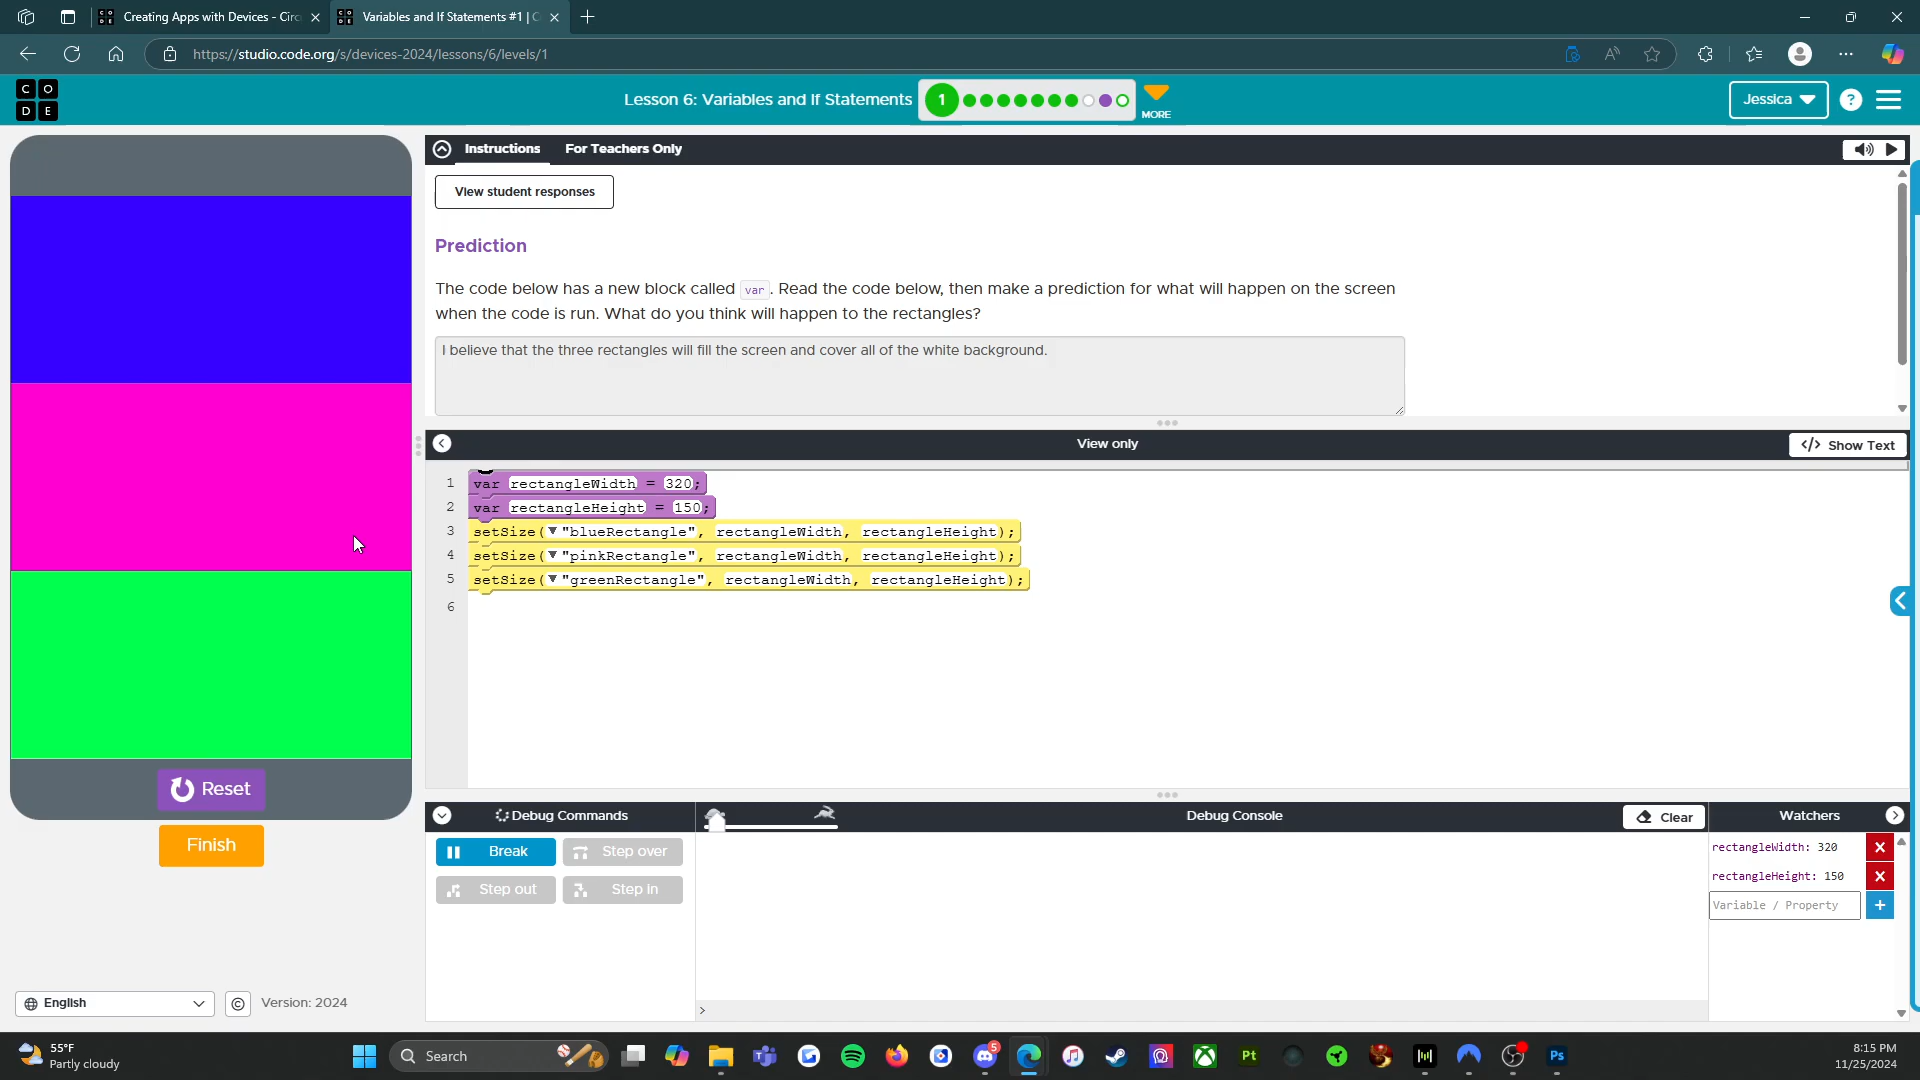 Creating Apps with Devices - Circ
Variables and If Statements #1 | C
https://studio.code.org/s/devices-2024/lessons/6/levels/1
C O
D E
Lesson 6: Variables and If Statements
1
MORE
Jessica
?
Instructions
For Teachers Only
View student responses
Prediction
The code below has a new block called var . Read the code below, then make a prediction for what will happen on the screen
when the code is run. What do you think will happen to the rectangles?
I believe that the three rectangles will fill the screen and cover all of the white background.
View only
</> Show Text
1 var rectangleWidth = 320;
2 var rectangleHeight = 150;
3 setSize(▼"blueRectangle", rectangleWidth, rectangleHeight);
4 setSize(▼"pinkRectangle", rectangleWidth, rectangleHeight);
5 setSize(▼"greenRectangle", rectangleWidth, rectangleHeight);
6
Reset
Finish
Debug Commands
Debug Console
Clear
Watchers
Break
Step over
Step out
Step in
rectangleWidth: 320
rectangleHeight: 150
Variable / Property
+
>
English
© Version: 2024
55°F
Partly cloudy
Search
5
Pt
Ps
8:15 PM
11/25/2024